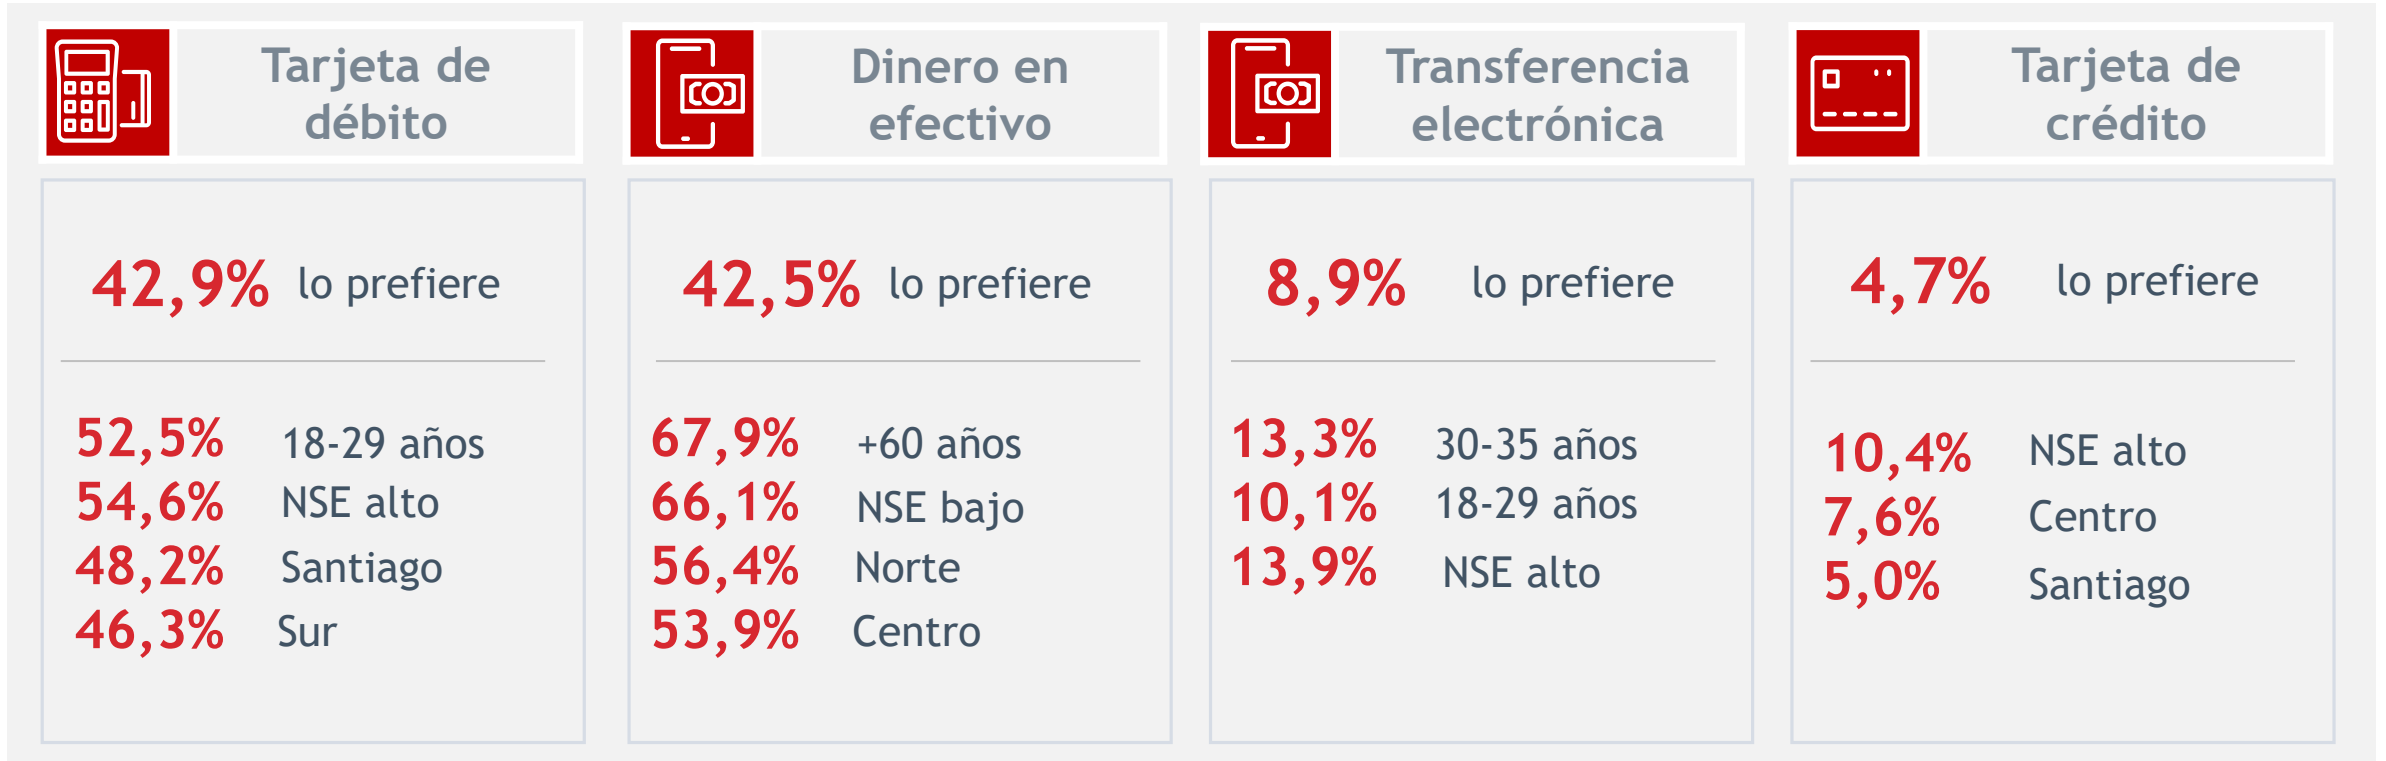 Tarjeta de
débito
42,9% lo prefiere
52,5% 18-29 años
54,6% NSE alto
48,2% Santiago
46,3% Sur
Dinero en
efectivo
42,5% lo prefiere
67,9% +60 años
66,1% NSE bajo
56,4% Norte
53,9% Centro
Transferencia
electrónica
8,9% lo prefiere
13,3% 30-35 años
10,1% 18-29 años
13,9% NSE alto
Tarjeta de
crédito
4,7% lo prefiere
10,4% NSE alto
7,6% Centro
5,0% Santiago